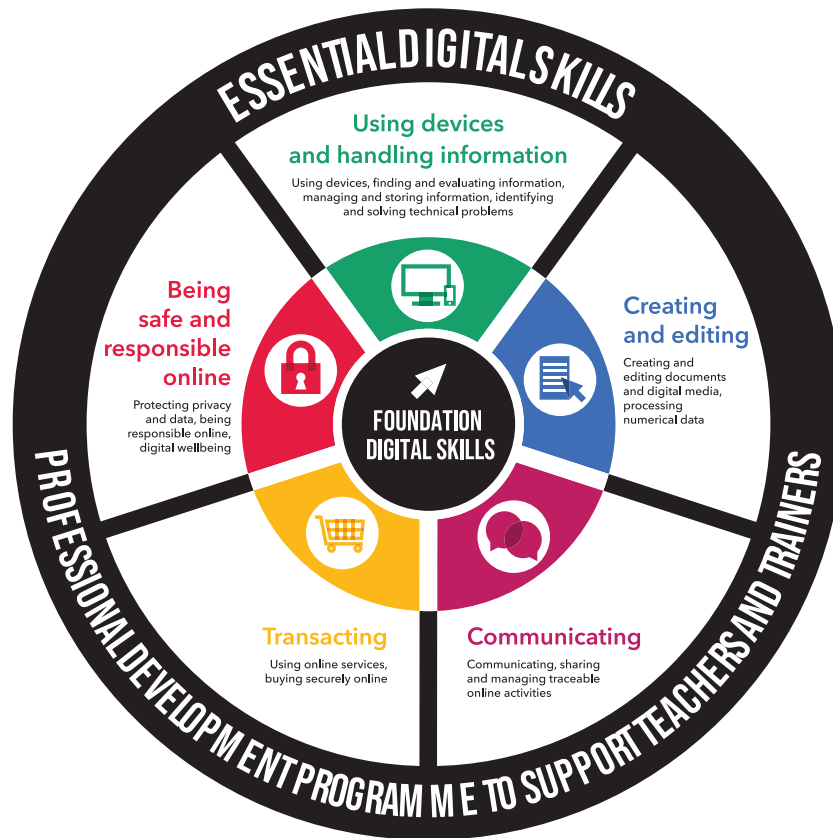 ESSENTIAL DIGITAL SKILLS
Using devices
and handling information
Using devices, finding and evaluating information,
managing and storing information, identifying
and solving technical problems
Creating
and editing
Creating and
editing documents
and digital media,
processing
numerical data
Communicating
Communicating, sharing
and managing traceable
online activities
Transacting
Using online services,
buying securely online
Being
safe and
responsible
online
Protecting privacy
and data, being
responsible online,
digital wellbeing
FOUNDATION
DIGITAL SKILLS
PROFESSIONAL DEVELOPMENT PROGRAMME TO SUPPORT TEACHERS AND TRAINERS